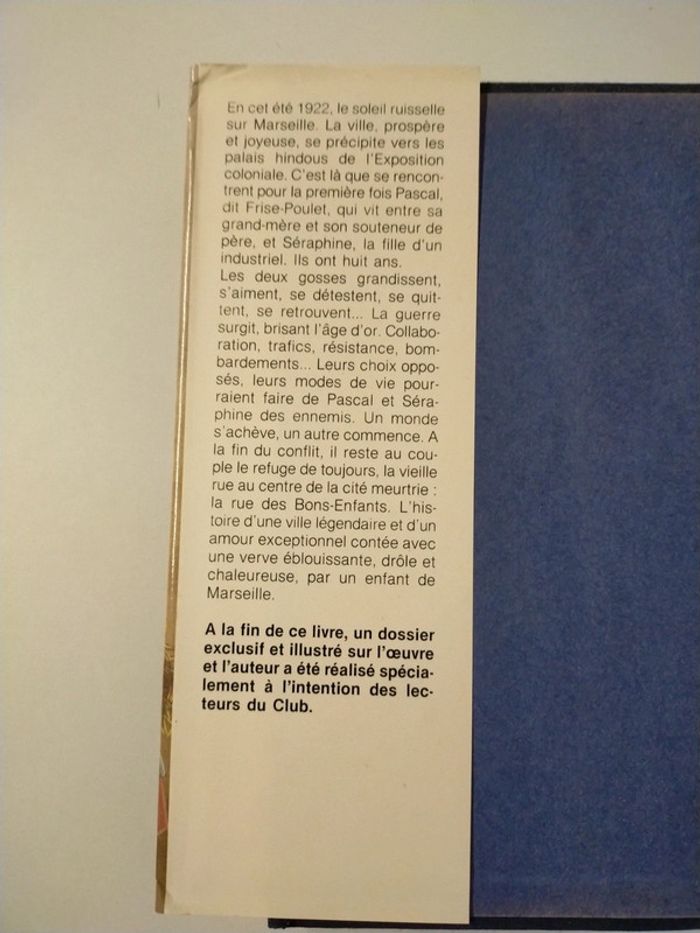 En cet été 1922, le soleil ruisselle
sur Marseille. La ville, prospère
et joyeuse, se précipite vers les
palais hindous de l'Exposition
coloniale. C'est là que se rencon-
trent pour la première fois Pascal,
dit Frise-Poulet, qui vit entre sa
grand-mère et son souteneur de
père, et Séraphine, la fille d'un
industriel. Ils ont huit ans.
Les deux gosses grandissent,
s'aiment, se détestent, se quit-
tent, se retrouvent... La guerre
surgit, brisant l'âge d'or. Collabo-
ration, trafics, résistance, bom-
bardements... Leurs choix oppo-
sés, leurs modes de vie pour-
raient faire de Pascal et Séra-
phine des ennemis. Un monde
s'achève, un autre commence. A
la fin du conflit, il reste au cou-
ple le refuge de toujours, la vieille
rue au centre de la cité meurtrie :
la rue des Bons-Enfants. L'his-
toire d'une ville légendaire et d'un
amour exceptionnel contée avec
une verve éblouissante, drôle et
chaleureuse, par un enfant de
Marseille.
A la fin de ce livre, un dossier
exclusif et illustré sur l'œuvre
et l'auteur a été réalisé spécia-
lement à l'intention des lec-
teurs du Club.